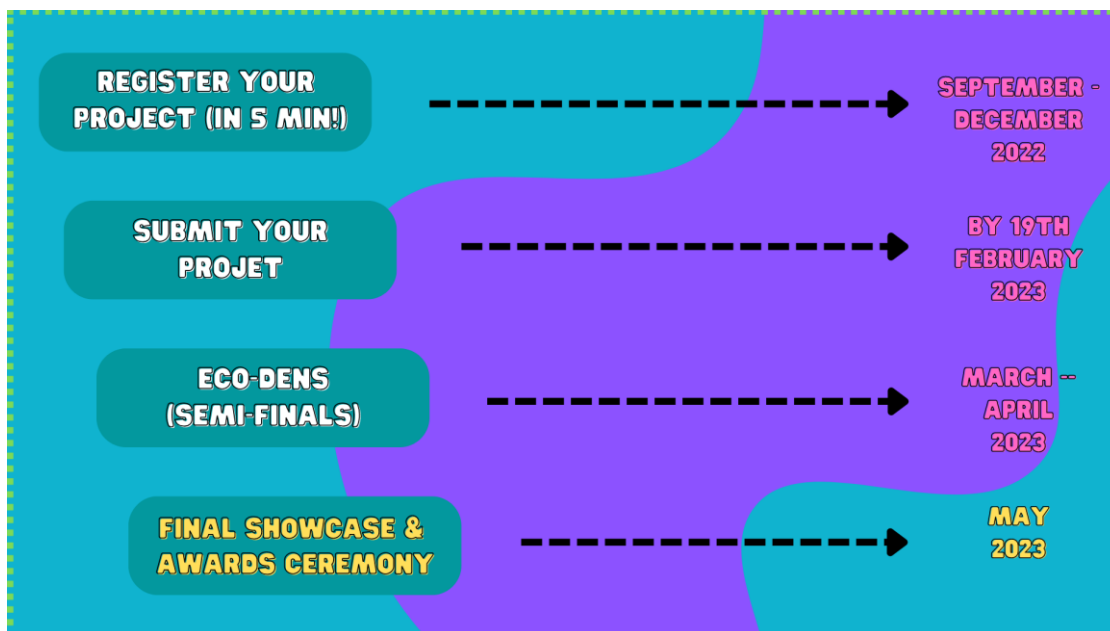 REGISTER YOUR
PROJECT (IN 5 MIN!)
SEPTEMBER -
DECEMBER
2022
SUBMIT YOUR
PROJET
BY 19TH
FEBRUARY
2023
ECO-DENS
(SEMI-FINALS)
MARCH --
APRIL
2023
FINAL SHOWCASE &
AWARDS CEREMONY
MAY
2023